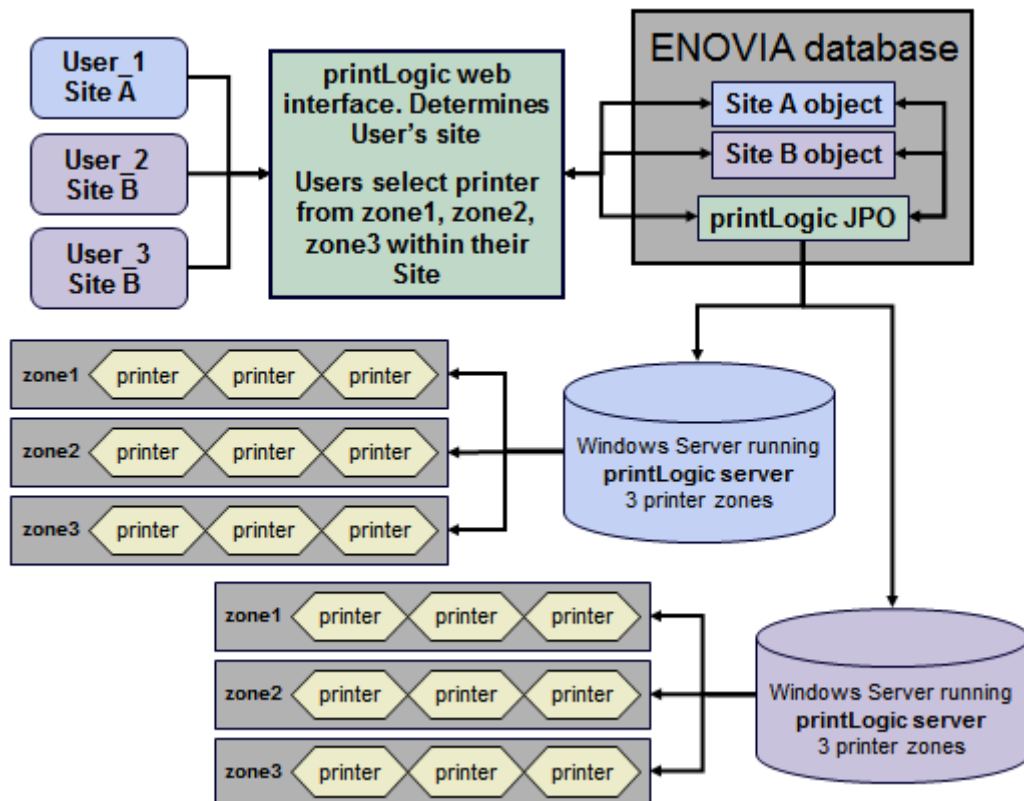 User_1
Site A
User_2
Site B
User_3
Site B
printLogic web
interface. Determines
User's site
Users select printer
from zone1, zone2,
zone3 within their
Site
ENOVIA database
Site A object
Site B object
printLogic JPO
zone1 printer printer printer
zone2 printer printer printer
zone3 printer printer printer
Windows Server running
printLogic server
3 printer zones
zone1 printer printer printer
zone2 printer printer printer
zone3 printer printer printer
Windows Server running
printLogic server
3 printer zones